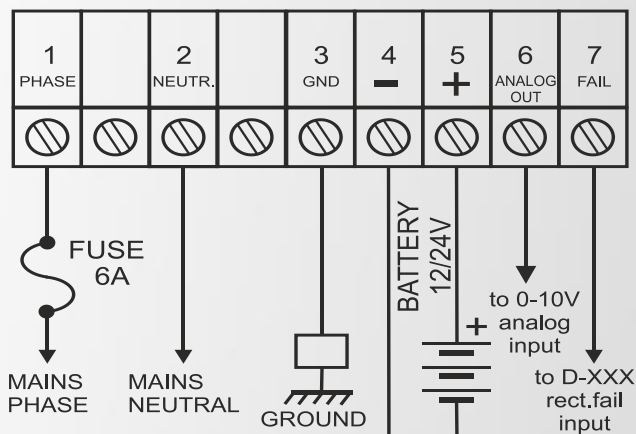 1
PHASE
2
NEUTR.
3
GND
4
−
5
+
6
ANALOG
OUT
7
FAIL
FUSE
6A
MAINS
PHASE
MAINS
NEUTRAL
GROUND
BATTERY
12/24V
+
to 0-10V
analog
input
to D-XXX
rect.fail
input